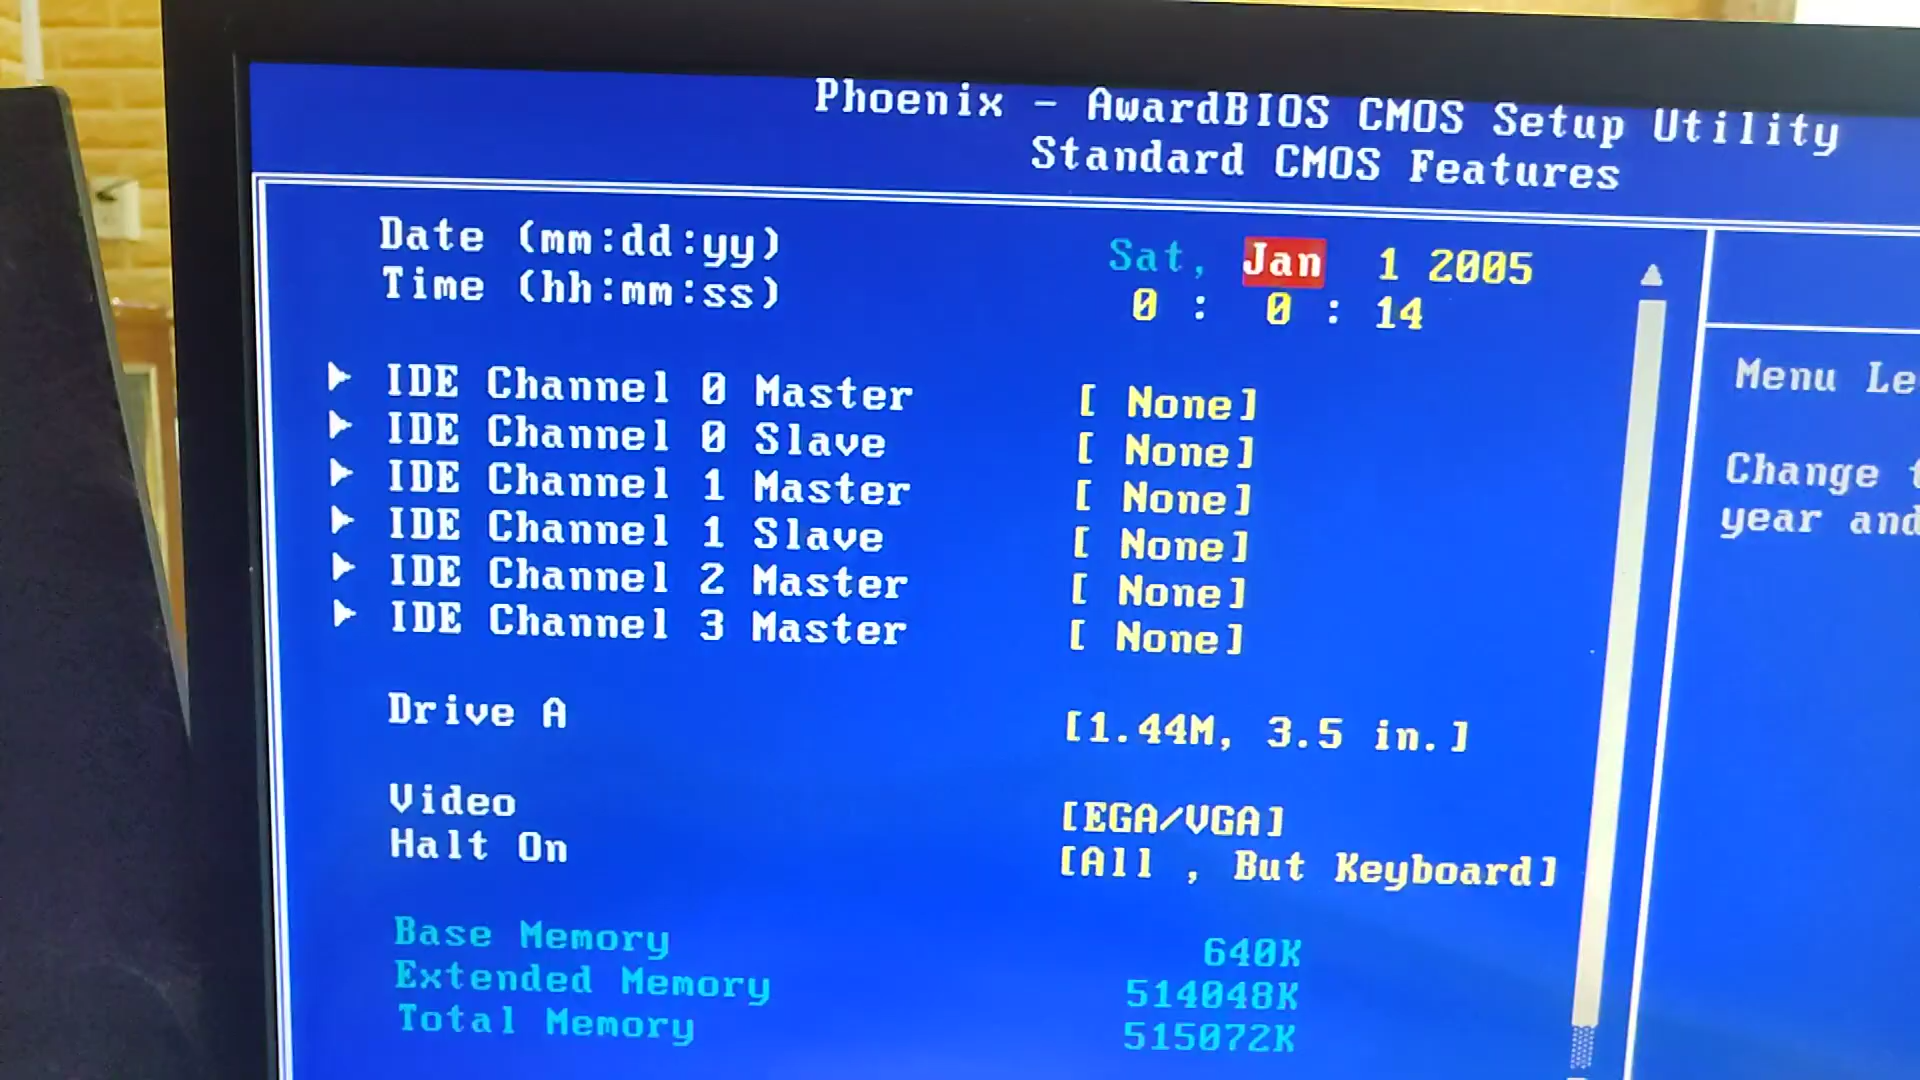 Phoenix - AwardBIOS CMOS Setup Utility
Standard CMOS Features
Date (mm:dd:yy) Sat, Jan 1 2005
Time (hh:mm:ss) 0 : 0 : 14
IDE Channel 0 Master [ None]
IDE Channel 0 Slave [ None]
IDE Channel 1 Master [ None]
IDE Channel 1 Slave [ None]
IDE Channel 2 Master [ None]
IDE Channel 3 Master [ None]
Drive A [1.44M, 3.5 in.]
Video [EGA/VGA]
Halt On [All , But Keyboard]
Base Memory 640K
Extended Memory 514048K
Total Memory 515072K
Menu Le
Change
year and